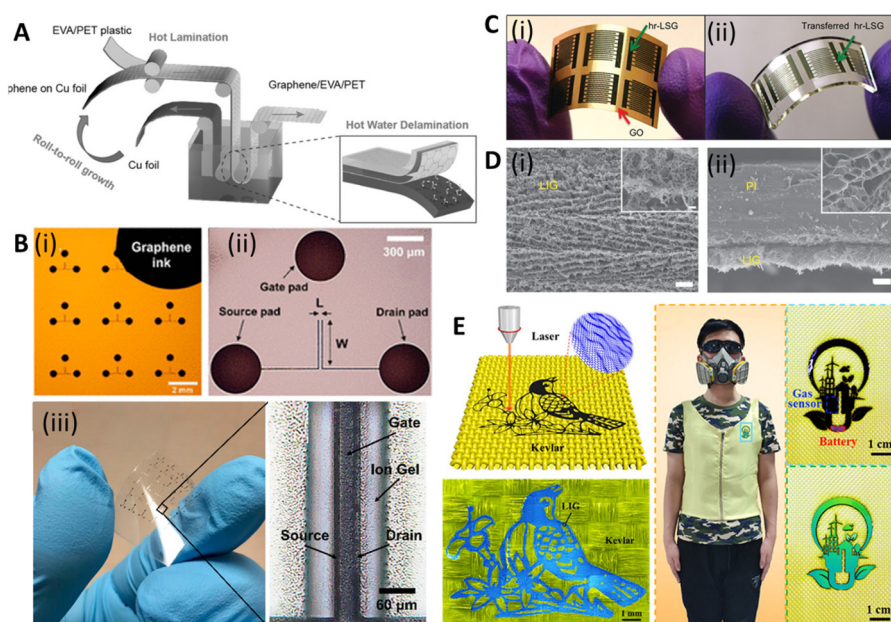 A
EVA/PET plastic
Hot Lamination
phene on Cu foil
Graphene/EVA/PET
Roll-to-roll growth
Cu foil
Hot Water Delamination
B
(i)
Graphene
ink
2 mm
(ii)
300 µm
Gate pad
Source pad
L
Drain pad
W
(iii)
Gate
Ion Gel
Source
Drain
60 µm
C
(i)
hr-LSG
GO
(ii)
Transferred hr-LSG
D
(i)
LIG
(ii)
PI
LIG
E
Laser
Kevlar
LIG
Kevlar
1 mm
Gas
sensor
Battery
1 cm
1 cm